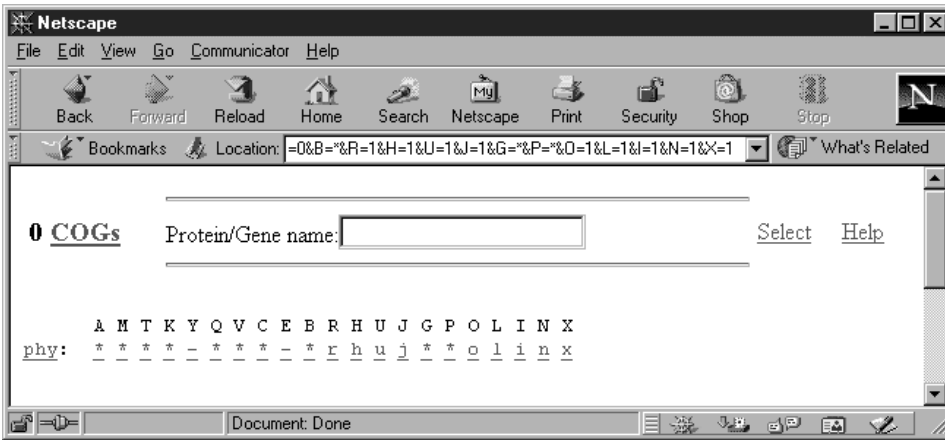 Netscape
File Edit View Go Communicator Help
My
N
Back Forward Reload Home Search Netscape Print Security Shop Stop
Bookmarks Location: =0&B=*&R=1&H=1&U=1&J=1&G=*&P=*&O=1&L=1&I=1&N=1&X=1 What's Related
0 COGs Protein/Gene name: Select Help
A M T K Y Q V C E B R H U J G P O L I N X
phy: * * * * - * * * - * r h u j * * o l i n x
Document: Done